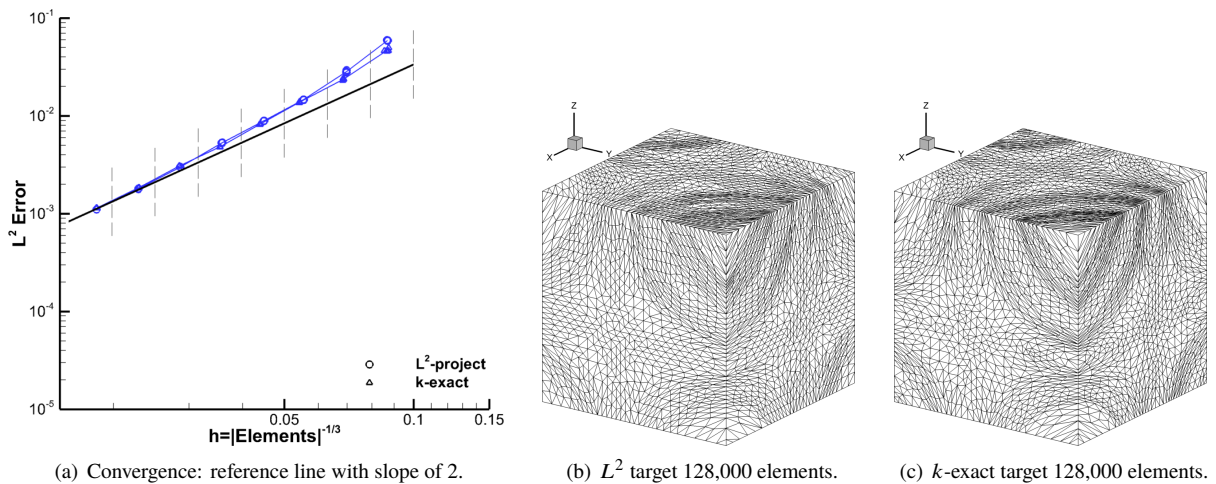 10⁻¹
10⁻²
10⁻³
10⁻⁴
10⁻⁵
L² Error
L²-project
k-exact
0.05
0.1
0.15
h=|Elements|⁻¹/³
(a) Convergence: reference line with slope of 2.
Z
X
Y
(b) L² target 128,000 elements.
Z
X
Y
(c) k-exact target 128,000 elements.